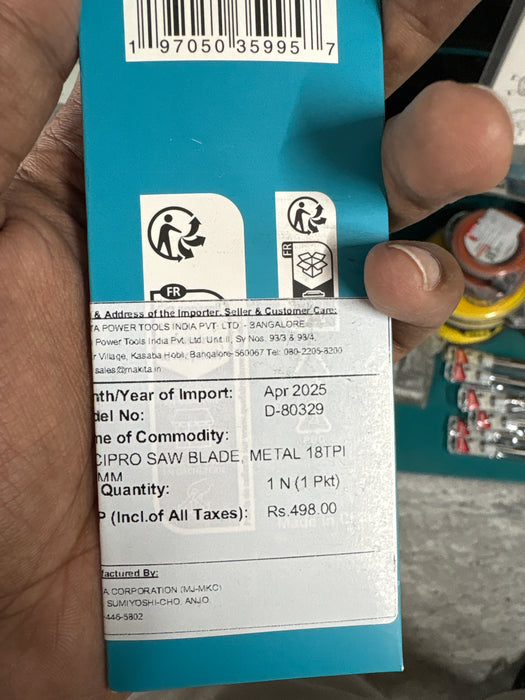 1 97050 35995 7
FR
FR
& Address of the Importer, Seller & Customer Care:
TA POWER TOOLS INDIA PVT LTD - BANGALORE
Power Tools India Pvt. Ltd. Unit II, Sy Nos. 93/3 & 93/4,
r Village, Kasaba Hobli, Bangalore-560067 Tel: 080-2205-8200
sales@makita.in
nth/Year of Import: Apr 2025
del No: D-80329
ne of Commodity:
CIPRO SAW BLADE, METAL 18TPI
MM
Quantity: 1 N (1 Pkt)
P (Incl.of All Taxes): Rs.498.00
Made in
factured By:
A CORPORATION (MJ-MKC)
SUMIYOSHI-CHO, ANJO,
-446-5802